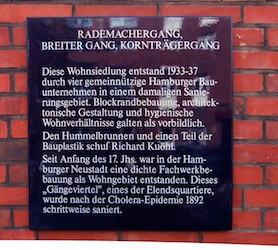 RADEMACHERGANG,
BREITER GANG, KORNTRÄGERGANG
Diese Wohnsiedlung entstand 1933-37
durch vier gemeinnützige Hamburger Bau-
unternehmen in einem damaligen Sanie-
rungsgebiet. Blockrandbebauung, architek-
tonische Gestaltung und hygienische
Wohnverhältnisse galten als vorbildlich.
Den Hummelbrunnen und einen Teil der
Bauplastik schuf Richard Kuöhl.
Seit Anfang des 17. Jhs. war in der Ham-
burger Neustadt eine dichte Fachwerkbe-
bauung als Wohngebiet entstanden. Dieses
„Gängeviertel”, eines der Elendsquartiere,
wurde nach der Cholera-Epidemie 1892
schrittweise saniert.